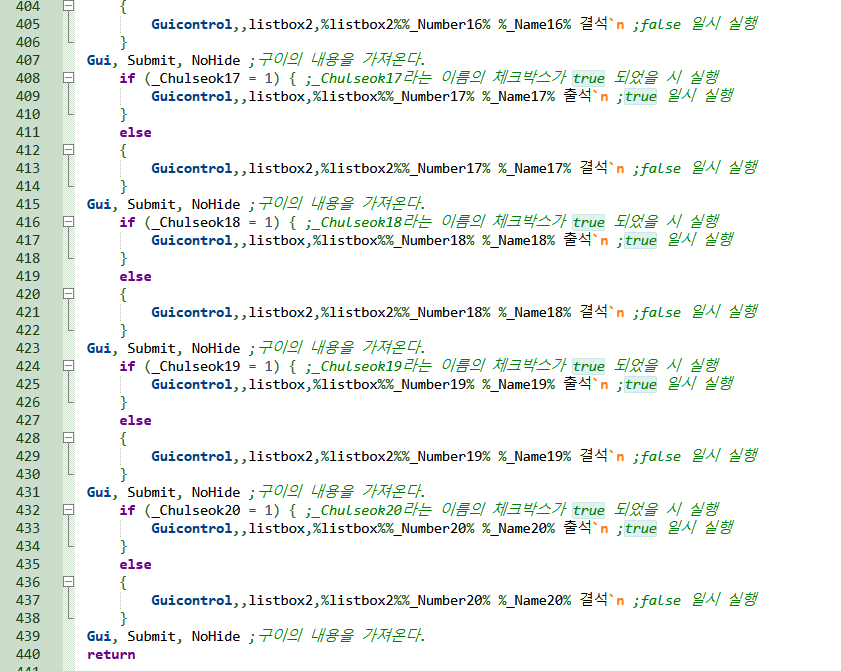 404 {
405 Guicontrol,,listbox2,%listbox2%%_Number16% %_Name16% 결석`n ;false 일시 실행
406 }
407 Gui, Submit, NoHide ;구이의 내용을 가져온다.
408 if (_Chulseok17 = 1) { ;_Chulseok17라는 이름의 체크박스가 true 되었을 시 실행
409 Guicontrol,,listbox,%listbox%%_Number17% %_Name17% 출석`n ;true 일시 실행
410 }
411 else
412 {
413 Guicontrol,,listbox2,%listbox2%%_Number17% %_Name17% 결석`n ;false 일시 실행
414 }
415 Gui, Submit, NoHide ;구이의 내용을 가져온다.
416 if (_Chulseok18 = 1) { ;_Chulseok18라는 이름의 체크박스가 true 되었을 시 실행
417 Guicontrol,,listbox,%listbox%%_Number18% %_Name18% 출석`n ;true 일시 실행
418 }
419 else
420 {
421 Guicontrol,,listbox2,%listbox2%%_Number18% %_Name18% 결석`n ;false 일시 실행
422 }
423 Gui, Submit, NoHide ;구이의 내용을 가져온다.
424 if (_Chulseok19 = 1) { ;_Chulseok19라는 이름의 체크박스가 true 되었을 시 실행
425 Guicontrol,,listbox,%listbox%%_Number19% %_Name19% 출석`n ;true 일시 실행
426 }
427 else
428 {
429 Guicontrol,,listbox2,%listbox2%%_Number19% %_Name19% 결석`n ;false 일시 실행
430 }
431 Gui, Submit, NoHide ;구이의 내용을 가져온다.
432 if (_Chulseok20 = 1) { ;_Chulseok20라는 이름의 체크박스가 true 되었을 시 실행
433 Guicontrol,,listbox,%listbox%%_Number20% %_Name20% 출석`n ;true 일시 실행
434 }
435 else
436 {
437 Guicontrol,,listbox2,%listbox2%%_Number20% %_Name20% 결석`n ;false 일시 실행
438 }
439 Gui, Submit, NoHide ;구이의 내용을 가져온다.
440 return